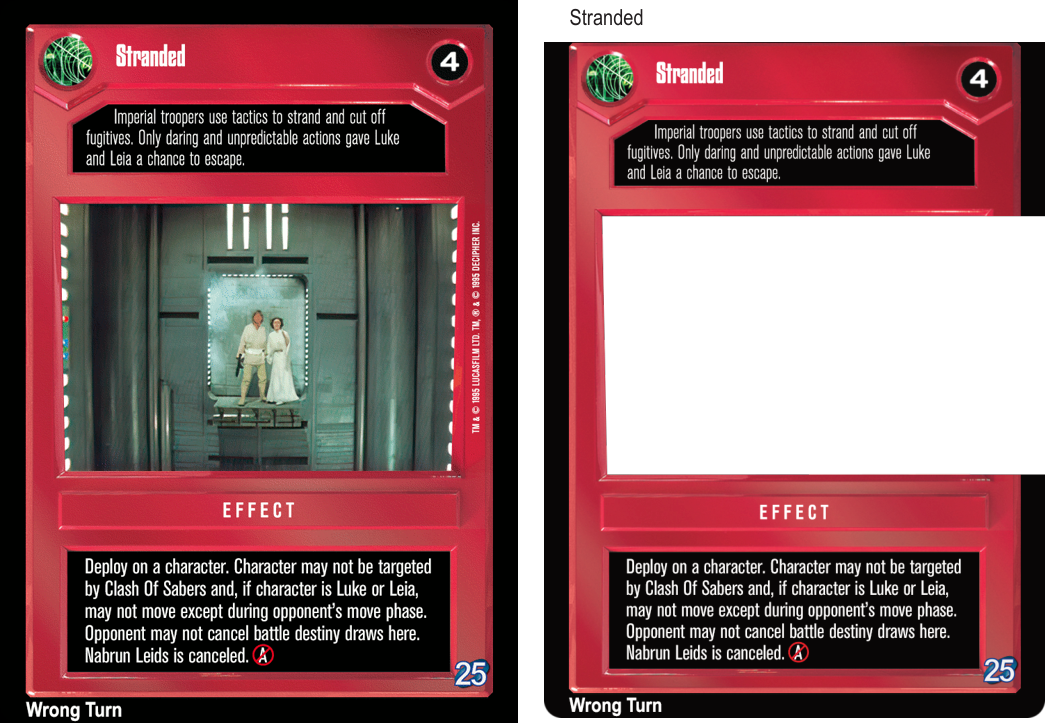 Stranded
4
Imperial troopers use tactics to strand and cut off
fugitives. Only daring and unpredictable actions gave Luke
and Leia a chance to escape.
TM & © 1995 LUCASFILM LTD. TM, ® & © 1995 DECIPHER INC.
EFFECT
Deploy on a character. Character may not be targeted
by Clash Of Sabers and, if character is Luke or Leia,
may not move except during opponent's move phase.
Opponent may not cancel battle destiny draws here.
Nabrun Leids is canceled. A
25
Wrong Turn
Stranded
Stranded
4
Imperial troopers use tactics to strand and cut off
fugitives. Only daring and unpredictable actions gave Luke
and Leia a chance to escape.
EFFECT
Deploy on a character. Character may not be targeted
by Clash Of Sabers and, if character is Luke or Leia,
may not move except during opponent's move phase.
Opponent may not cancel battle destiny draws here.
Nabrun Leids is canceled. A
25
Wrong Turn